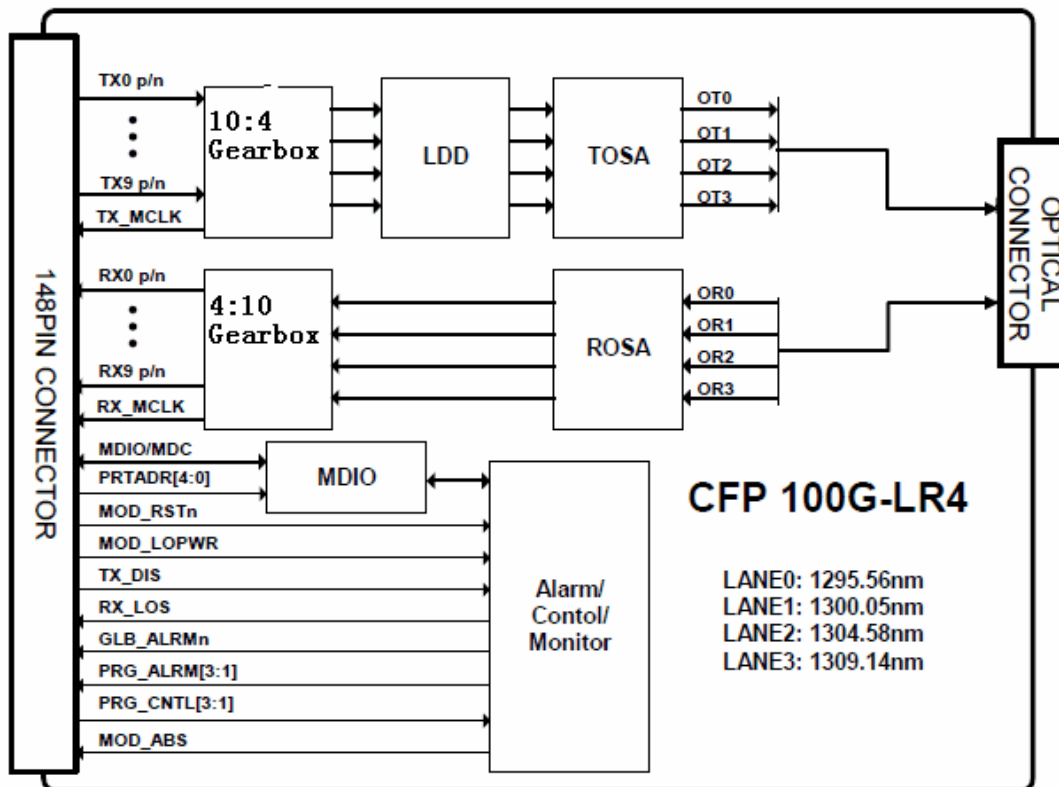 148PIN CONNECTOR
TX0 p/n
TX9 p/n
TX_MCLK
10:4
Gearbox
LDD
TOSA
OT0
OT1
OT2
OT3
OPTICAL
CONNECTOR
RX0 p/n
RX9 p/n
RX_MCLK
4:10
Gearbox
ROSA
OR0
OR1
OR2
OR3
MDIO/MDC
PRTADR[4:0]
MDIO
MOD_RSTn
MOD_LOPWR
TX_DIS
RX_LOS
GLB_ALRMn
PRG_ALRM[3:1]
PRG_CNTL[3:1]
MOD_ABS
Alarm/
Contol/
Monitor
CFP 100G-LR4
LANE0: 1295.56nm
LANE1: 1300.05nm
LANE2: 1304.58nm
LANE3: 1309.14nm